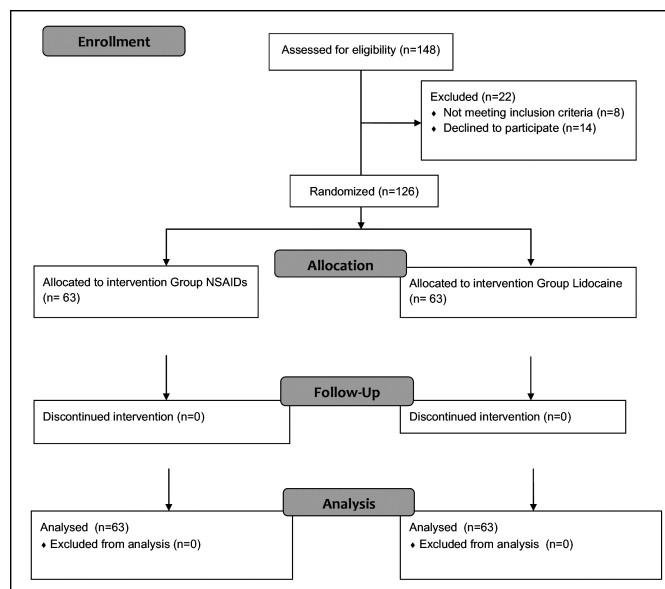 Enrollment
Assessed for eligibility (n=148)
Excluded (n=22)
♦ Not meeting inclusion criteria (n=8)
♦ Declined to participate (n=14)
Randomized (n=126)
Allocation
Allocated to intervention Group NSAIDs
(n= 63)
Allocated to intervention Group Lidocaine
(n= 63)
Follow-Up
Discontinued intervention (n=0)
Discontinued intervention (n=0)
Analysis
Analysed (n=63)
♦ Excluded from analysis (n=0)
Analysed (n=63)
♦ Excluded from analysis (n=0)